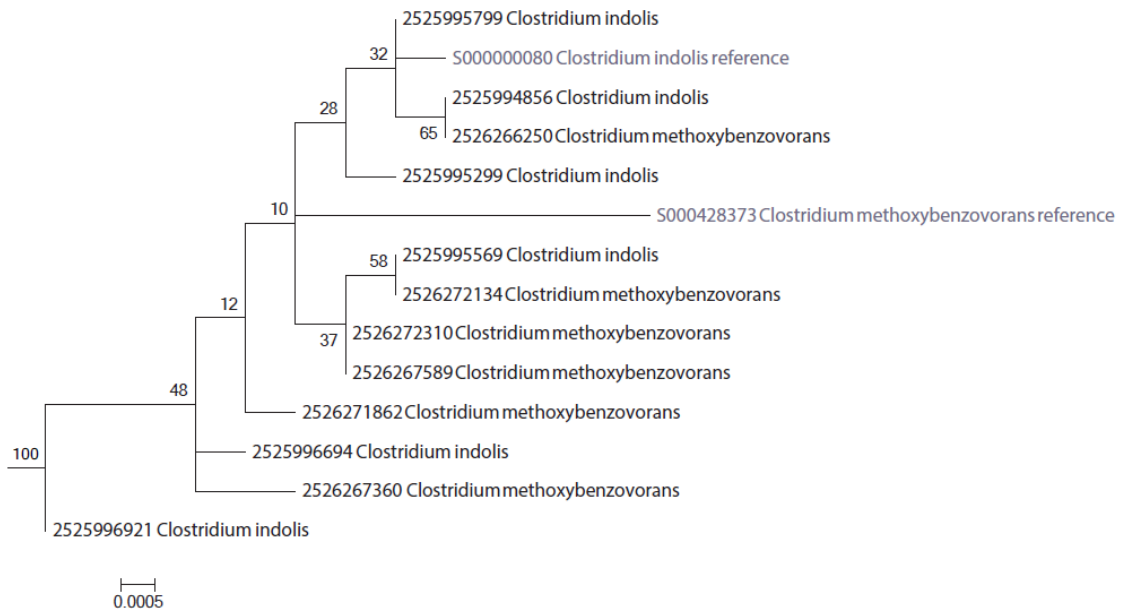 2525995799 Clostridium indolis
32
S000000080 Clostridium indolis reference
2525994856 Clostridium indolis
28
65
2526266250 Clostridium methoxybenzovorans
2525995299 Clostridium indolis
10
S000428373 Clostridium methoxybenzovorans reference
2525995569 Clostridium indolis
58
2526272134 Clostridium methoxybenzovorans
12
2526272310 Clostridium methoxybenzovorans
37
2526267589 Clostridium methoxybenzovorans
48
2526271862 Clostridium methoxybenzovorans
2525996694 Clostridium indolis
100
2526267360 Clostridium methoxybenzovorans
2525996921 Clostridium indolis
0.0005